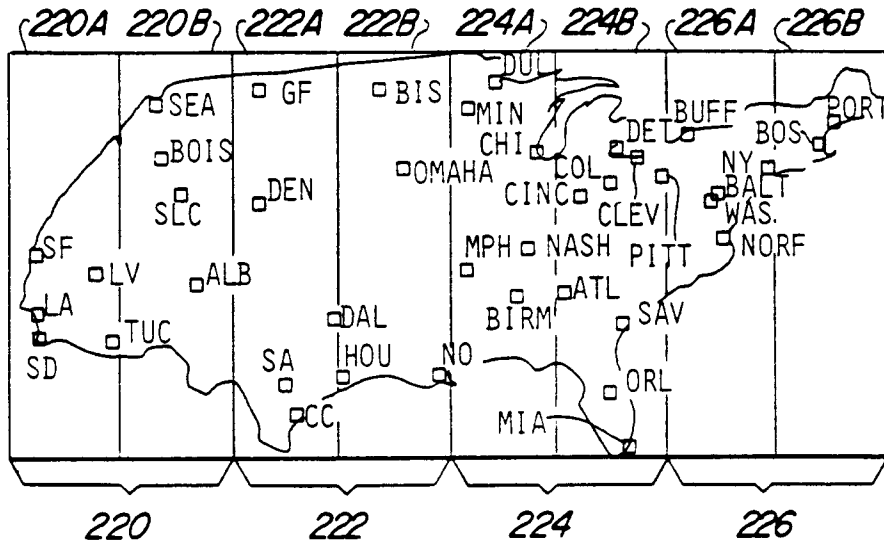 220A 220B 222A 222B 224A 224B 226A 226B
DUL
SEA GF BIS MIN BUFF PORT
CHI DET BOS
BOIS OMAHA COL NY
DEN CINC BALT
SLC CLEV WAS.
SF MPH NASH PITT NORF
LV ALB ATL
LA DAL BIRM SAV
TUC
SD SA HOU NO
ORL
CC MIA
220 222 224 226